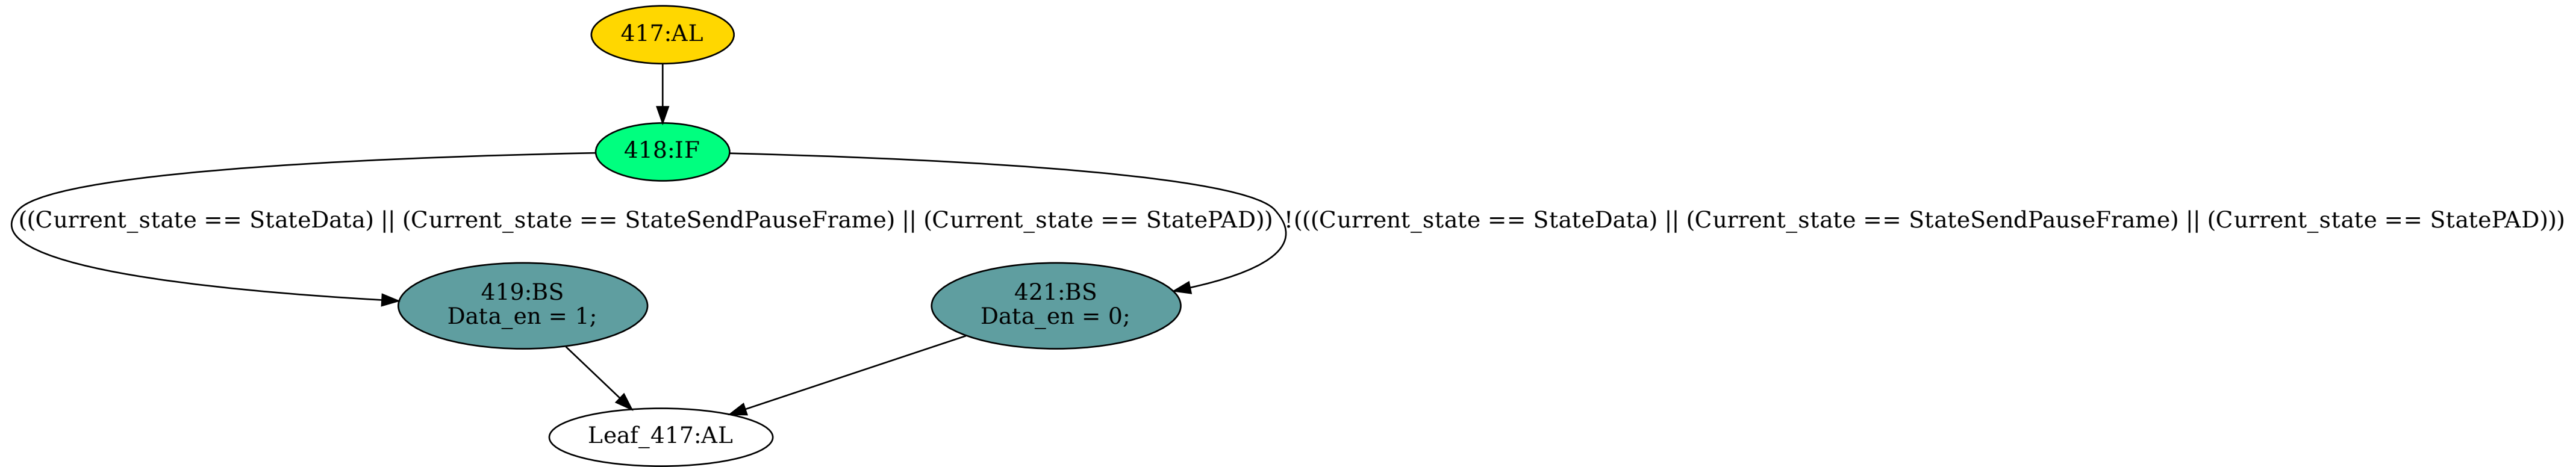 417:AL
418:IF
((Current_state == StateData) || (Current_state == StateSendPauseFrame) || (Current_state == StatePAD))
!(((Current_state == StateData) || (Current_state == StateSendPauseFrame) || (Current_state == StatePAD)))
419:BS
Data_en = 1;
421:BS
Data_en = 0;
Leaf_417:AL